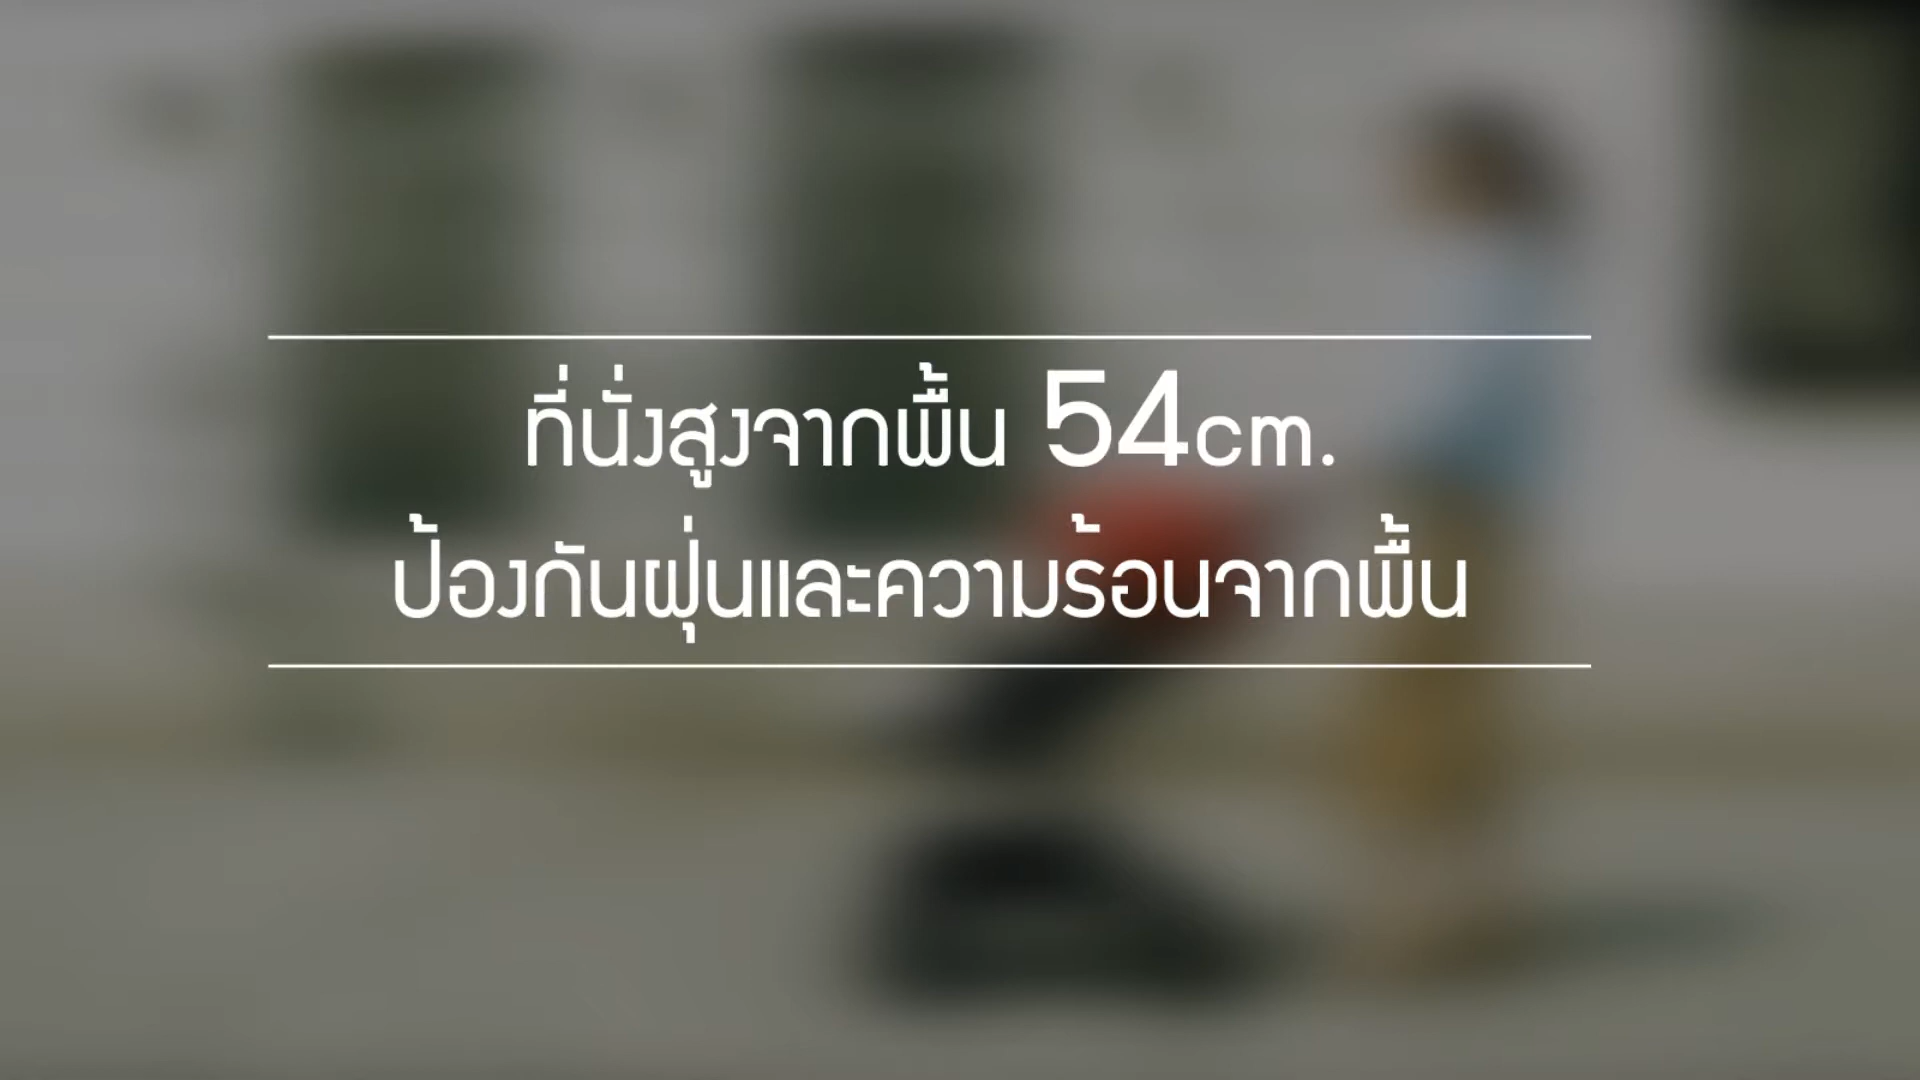 ที่นั่งสูงจากพื้น 54cm.
ป้องกันฝุ่นและความร้อนจากพื้น